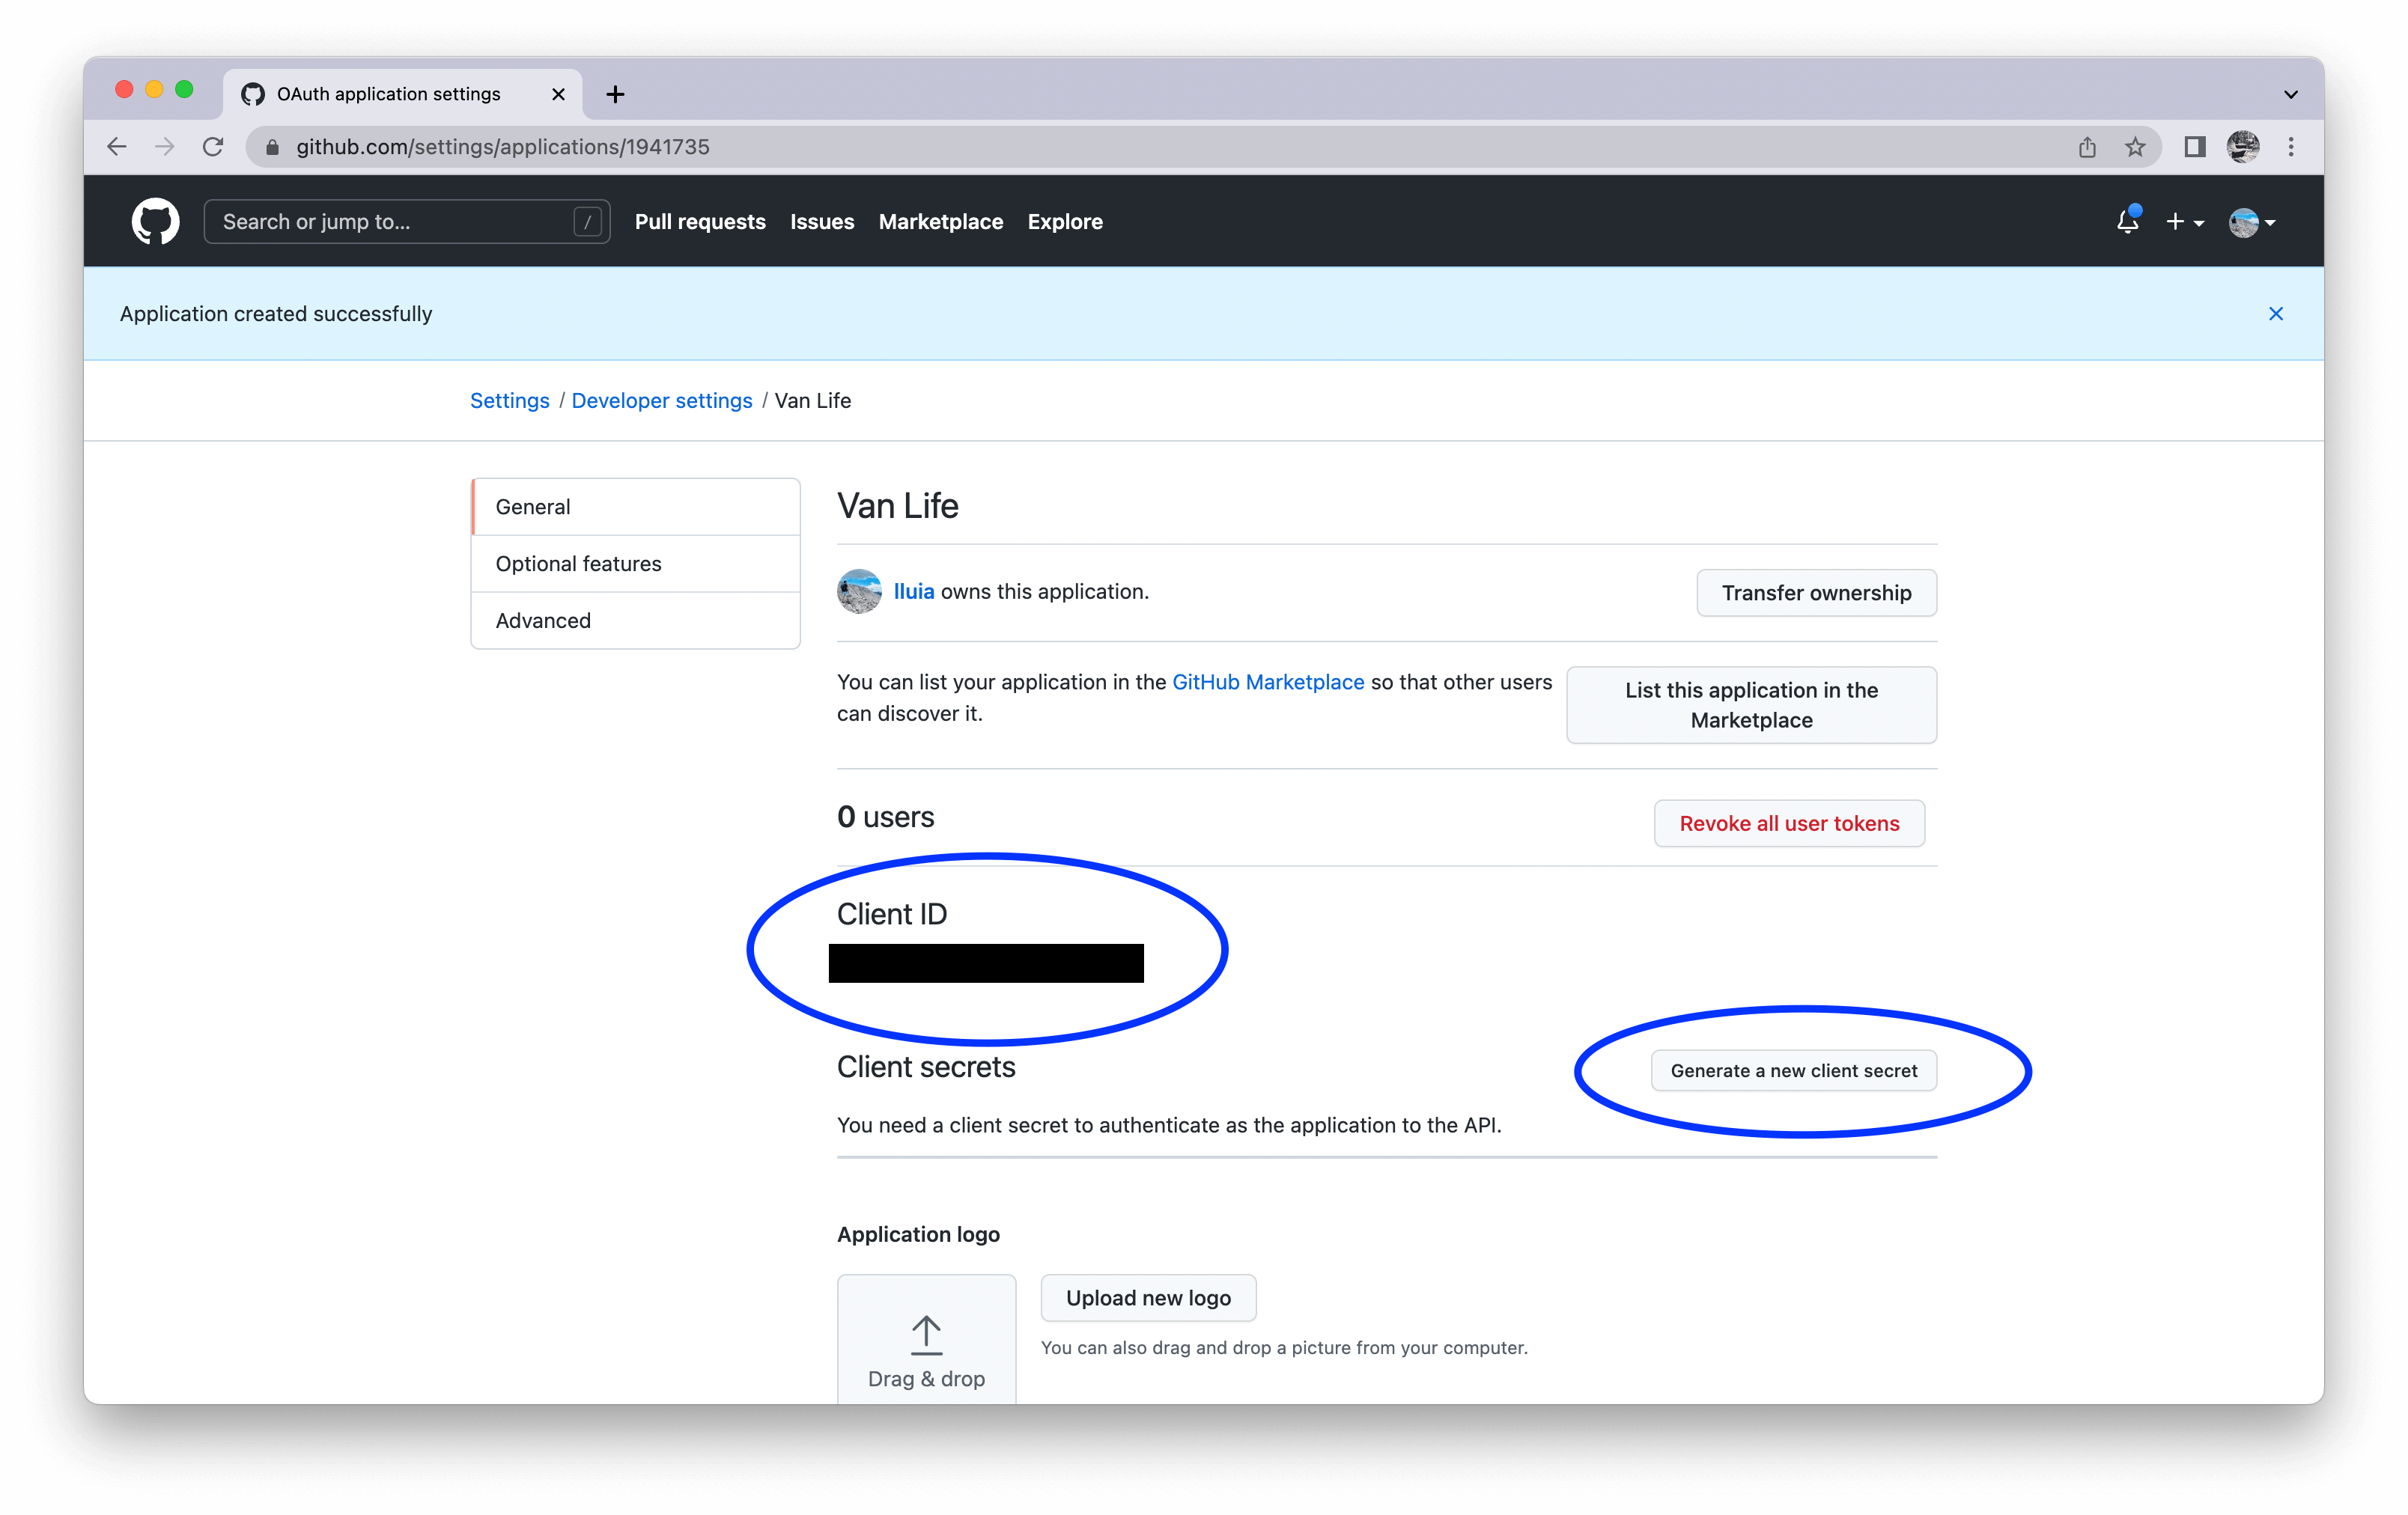 OAuth application settings
github.com/settings/applications/1941735
Search or jump to... /
Pull requests Issues Marketplace Explore
Application created successfully
Settings / Developer settings / Van Life
General
Optional features
Advanced
Van Life
lluia owns this application.
Transfer ownership
You can list your application in the GitHub Marketplace so that other users
can discover it.
List this application in the
Marketplace
0 users
Revoke all user tokens
Client ID
Client secrets
Generate a new client secret
You need a client secret to authenticate as the application to the API.
Application logo
Drag & drop
Upload new logo
You can also drag and drop a picture from your computer.